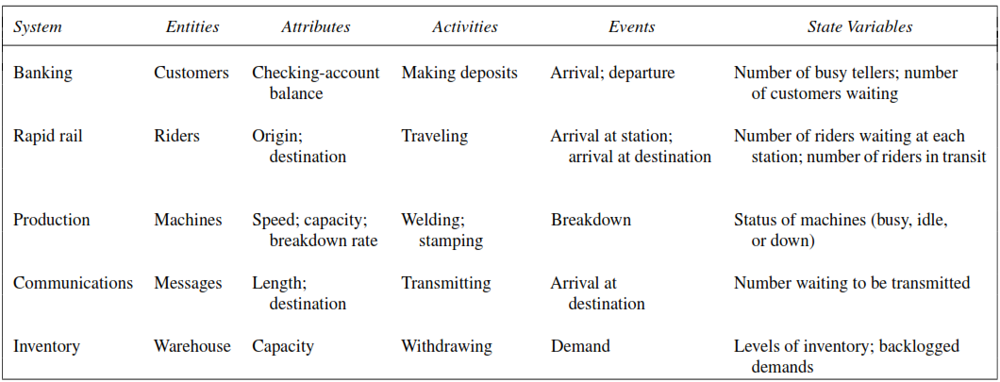 System Entities Attributes Activities Events State Variables
Banking Customers Checking-account Making deposits Arrival; departure Number of busy tellers; number
balance of customers waiting
Rapid rail Riders Origin; Traveling Arrival at station; Number of riders waiting at each
destination arrival at destination station; number of riders in transit
Production Machines Speed; capacity; Welding; Breakdown Status of machines (busy, idle,
breakdown rate stamping or down)
Communications Messages Length; Transmitting Arrival at Number waiting to be transmitted
destination destination
Inventory Warehouse Capacity Withdrawing Demand Levels of inventory; backlogged
demands